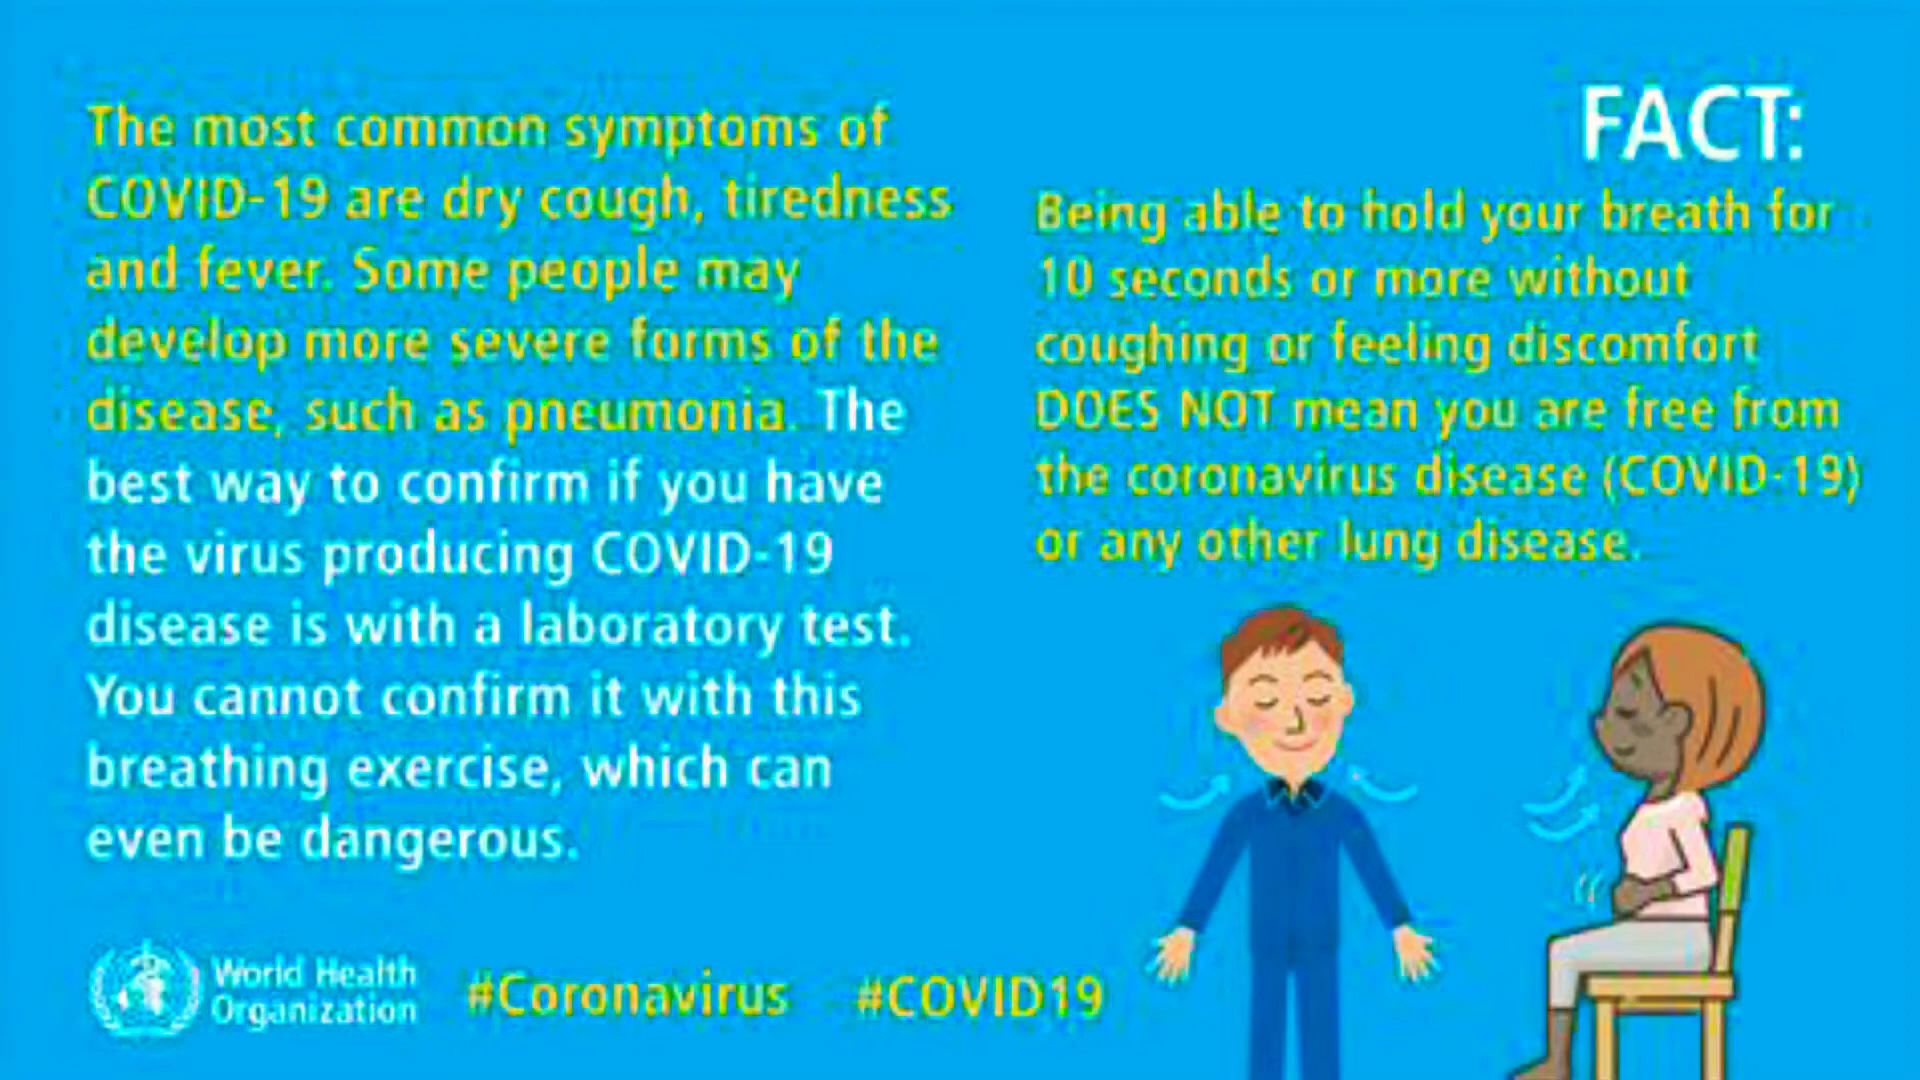 The most common symptoms of
COVID-19 are dry cough, tiredness
and fever. Some people may
develop more severe forms of the
disease, such as pneumonia. The
best way to confirm if you have
the virus producing COVID-19
disease is with a laboratory test.
You cannot confirm it with this
breathing exercise, which can
even be dangerous.
FACT:
Being able to hold your breath for
10 seconds or more without
coughing or feeling discomfort
DOES NOT mean you are free from
the coronavirus disease (COVID-19)
or any other lung disease.
World Health
Organization
#Coronavirus #COVID19